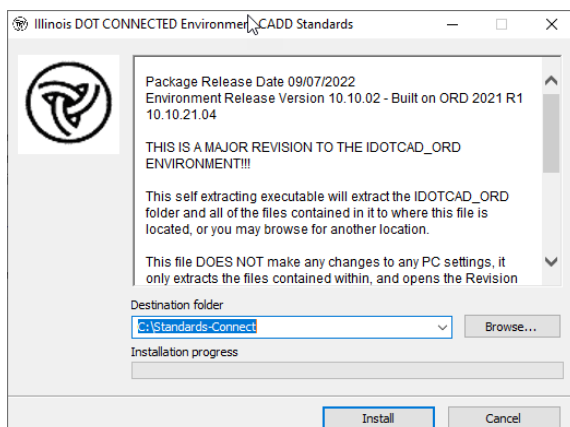 Illinois DOT CONNECTED Environment CADD Standards
Package Release Date 09/07/2022
Environment Release Version 10.10.02 - Built on ORD 2021 R1
10.10.21.04
THIS IS A MAJOR REVISION TO THE IDOTCAD_ORD
ENVIRONMENT!!!
This self extracting executable will extract the IDOTCAD_ORD
folder and all of the files contained in it to where this file is
located, or you may browse for another location.
This file DOES NOT make any changes to any PC settings, it
only extracts the files contained within, and opens the Revision
Destination folder
C:\Standards-Connect
Browse...
Installation progress
Install
Cancel